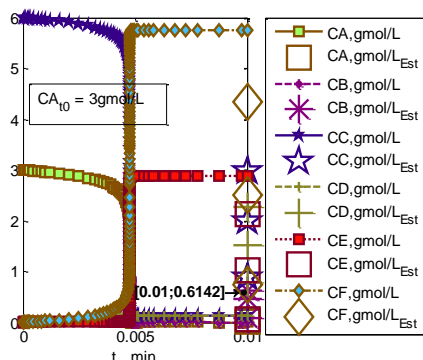 6
5
4
3
2
1
0
CA_t0 = 3gmol/L
[0.01;0.6142]
0
0.005
0.01
t, min
CA,gmol/L
CA,gmol/L_Est
CB,gmol/L
CB,gmol/L_Est
CC,gmol/L
CC,gmol/L_Est
CD,gmol/L
CD,gmol/L_Est
CE,gmol/L
CE,gmol/L_Est
CF,gmol/L
CF,gmol/L_Est